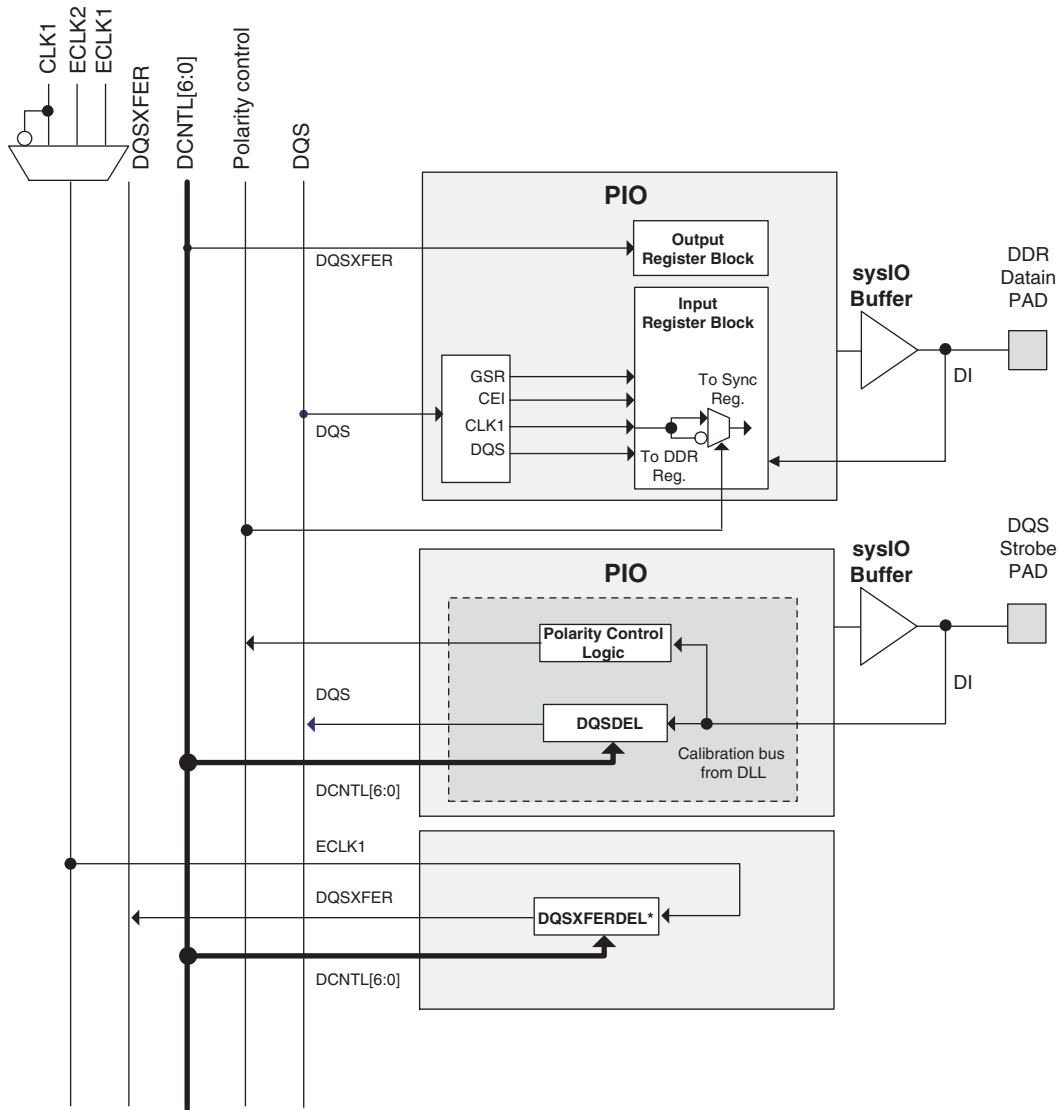 CLK1
ECLK2
ECLK1
DQSXFER
DCNTL[6:0]
Polarity control
DQS
PIO
DQSXFER
Output
Register Block
sysIO
Buffer
DDR
Datain
PAD
Input
Register Block
GSR
CEI
CLK1
DQS
To Sync
Reg.
To DDR
Reg.
DI
DQS
PIO
sysIO
Buffer
DQS
Strobe
PAD
Polarity Control
Logic
DI
DQS
DQSDEL
Calibration bus
from DLL
DCNTL[6:0]
ECLK1
DQSXFER
DQSXFERDEL*
DCNTL[6:0]